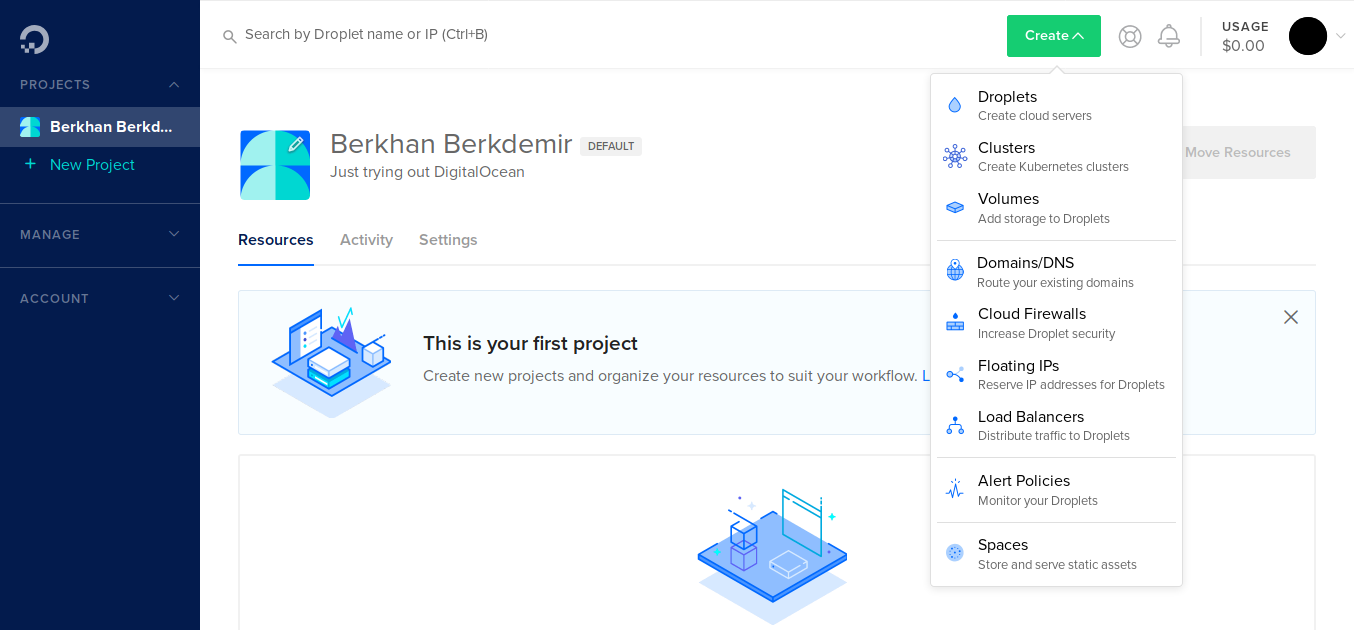 Search by Droplet name or IP (Ctrl+B)
Create
USAGE
$0.00
PROJECTS
Berkhan Berkd...
+ New Project
MANAGE
ACCOUNT
Berkhan Berkdemir DEFAULT
Just trying out DigitalOcean
Move Resources
Resources Activity Settings
This is your first project
Create new projects and organize your resources to suit your workflow.
Droplets
Create cloud servers
Clusters
Create Kubernetes clusters
Volumes
Add storage to Droplets
Domains/DNS
Route your existing domains
Cloud Firewalls
Increase Droplet security
Floating IPs
Reserve IP addresses for Droplets
Load Balancers
Distribute traffic to Droplets
Alert Policies
Monitor your Droplets
Spaces
Store and serve static assets